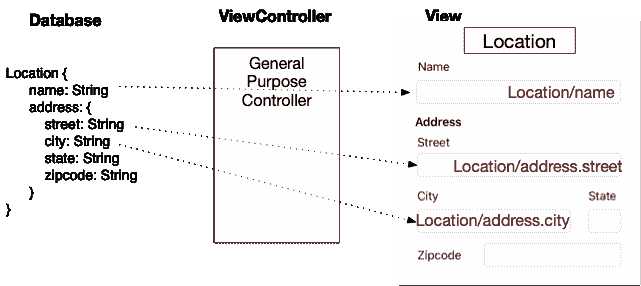 Database
ViewController
View
Location {
name: String
address: {
street: String
city: String
state: String
zipcode: String
}
}
General
Purpose
Controller
Location
Name
Location/name
Address
Street
Location/address.street
City State
Location/address.city
Zipcode